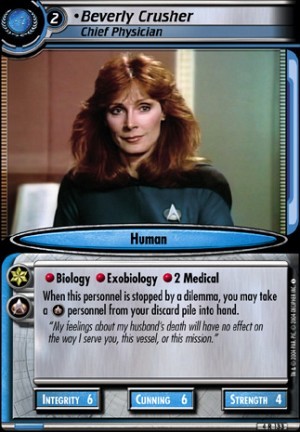 2
•Beverly Crusher
Chief Physician
Human
Biology Exobiology 2 Medical
When this personnel is stopped by a dilemma, you may take
a personnel from your discard pile into hand.
"My feelings about my husband's death will have no effect on
the way I serve you, this vessel, or this mission."
INTEGRITY 6 CUNNING 6 STRENGTH 4